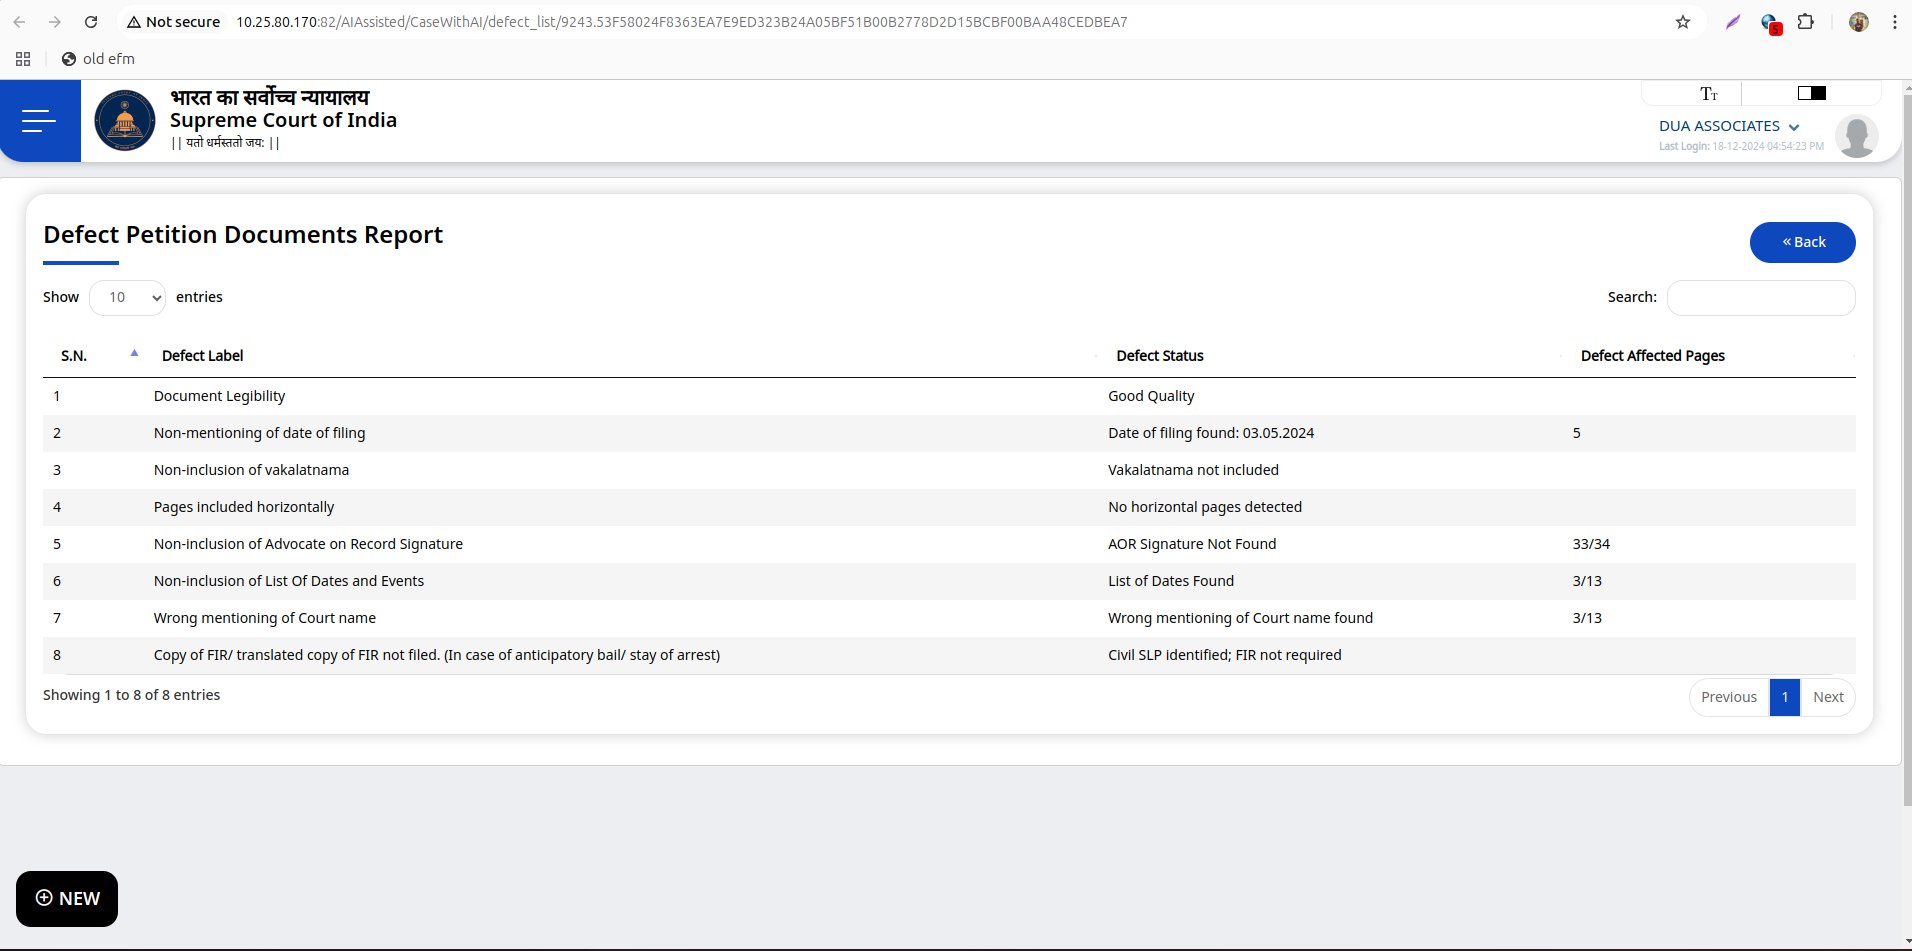 Not secure 10.25.80.170:82/AIAssisted/CaseWithAI/defect_list/9243.53F58024F8363EA7E9ED323B24A05BF51B00B2778D2D15BCBF00BAA48CEDBEA7
5
old efm
भारत का सर्वोच्च न्यायालय
Supreme Court of India
|| यतो धर्मस्ततो जय: ||
TT
DUA ASSOCIATES
Last Login: 18-12-2024 04:54:23 PM
Defect Petition Documents Report
« Back
Show 10 entries Search:
S.N. Defect Label Defect Status Defect Affected Pages
1 Document Legibility Good Quality
2 Non-mentioning of date of filing Date of filing found: 03.05.2024 5
3 Non-inclusion of vakalatnama Vakalatnama not included
4 Pages included horizontally No horizontal pages detected
5 Non-inclusion of Advocate on Record Signature AOR Signature Not Found 33/34
6 Non-inclusion of List Of Dates and Events List of Dates Found 3/13
7 Wrong mentioning of Court name Wrong mentioning of Court name found 3/13
8 Copy of FIR/ translated copy of FIR not filed. (In case of anticipatory bail/ stay of arrest) Civil SLP identified; FIR not required
Showing 1 to 8 of 8 entries Previous 1 Next
NEW